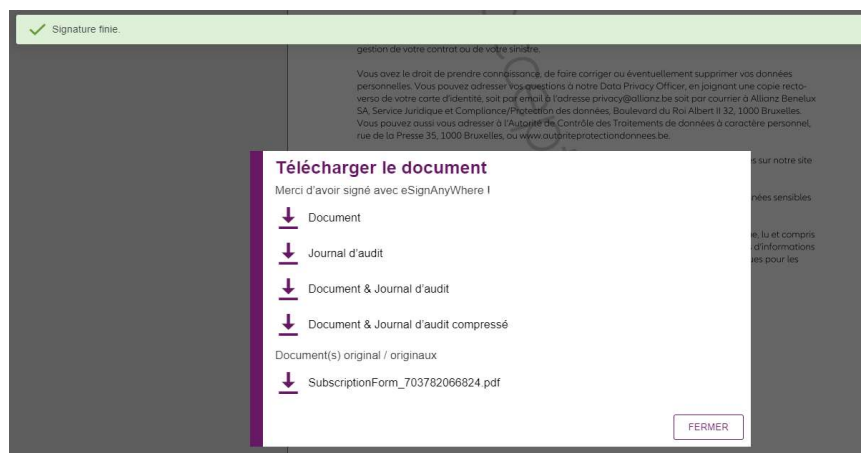 Signature finie.
gestion de votre contrat ou de votre sinistre.
Vous avez le droit de prendre connaissance, de faire corriger ou éventuellement supprimer vos données
personnelles. Vous pouvez adresser vos questions à notre Data Privacy Officer, en joignant une copie recto-
verso de votre carte d'identité, soit par email à l'adresse privacy@allianz.be soit par courrier à Allianz Benelux
SA, Service Juridique et Compliance/Protection des données, Boulevard du Roi Albert II 32, 1000 Bruxelles.
Vous pouvez aussi vous adresser à l'Autorité de Contrôle des Traitements de données à caractère personnel,
rue de la Presse 35, 1000 Bruxelles, ou www.autoriteprotectiondonnees.be.
s sur notre site
nées sensibles
e, lu et compris
d'informations
ues pour les
Télécharger le document
Merci d'avoir signé avec eSignAnyWhere !
Document
Journal d'audit
Document & Journal d'audit
Document & Journal d'audit compressé
Document(s) original / originaux
SubscriptionForm_703782066824.pdf
FERMER